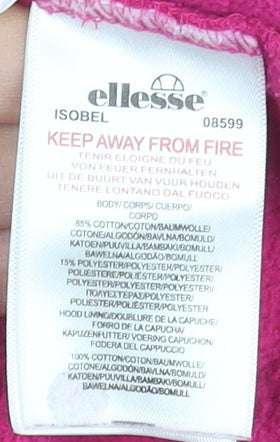 ellesse
ISOBEL 08599
KEEP AWAY FROM FIRE
TENIR ELOIGNE DU FEU
VON FEUER FERNHALTEN
UIT DE BUURT VAN VUUR HOUDEN
TENERE LONTANO DAL FUOCO
BODY/ CORPS/ CUERPO/
CORPO
85% COTTON/COTON/BAUMWOLLE/
COTONE/ALGODÓN/BAVLNA/BOMULD/
KATOEN/PUUVILLA/BAMBAKI/BOMULL/
BAWEŁNA/ALGODÃO/BOMULL
15% POLYESTER/POLYESTER/POLYESTER/
POLIESTERE/POLIÉSTER/POLYESTER/
POLYESTER/POLYESTER/POLYESTERI/
ΠΟΛΥΕΣΤΕΡΑΣ/POLYESTER/
POLIESTER/POLIÉSTER/POLYESTER
HOOD LINING/DOUBLURE DE LA CAPUCHE/
FORRO DE LA CAPUCHA/
KAPUZENFUTTER/ VOERING CAPUCHON/
FODERA DEL CAPPUCCIO
100% COTTON/COTON/BAUMWOLLE/
COTONE/ALGODÓN/BAVLNA/BOMULD/
KATOEN/PUUVILLA/BAMBAKI/BOMULL/
BAWEŁNA/ALGODÃO/BOMULL